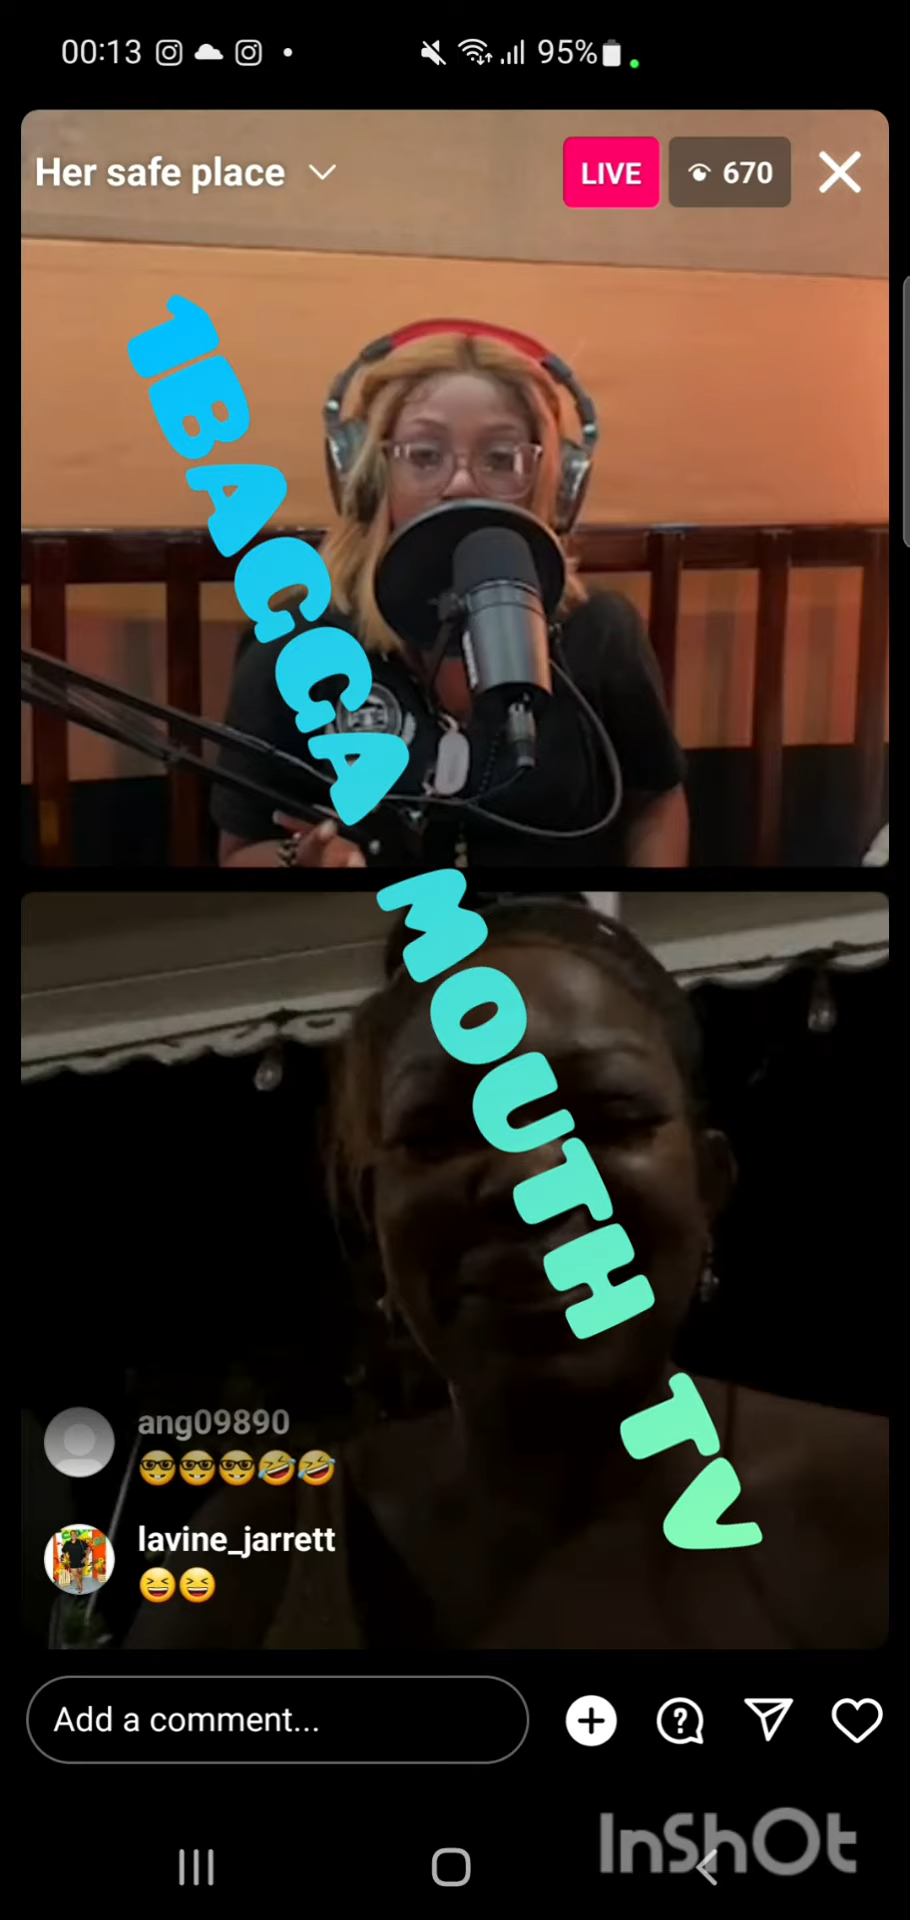 00:13
95%
Her safe place
LIVE
670
1BAGGA MOUTH TV
ang09890
🤓🤓🤓🤣🤣
lavine_jarrett
😆😆
Add a comment...
InShOt